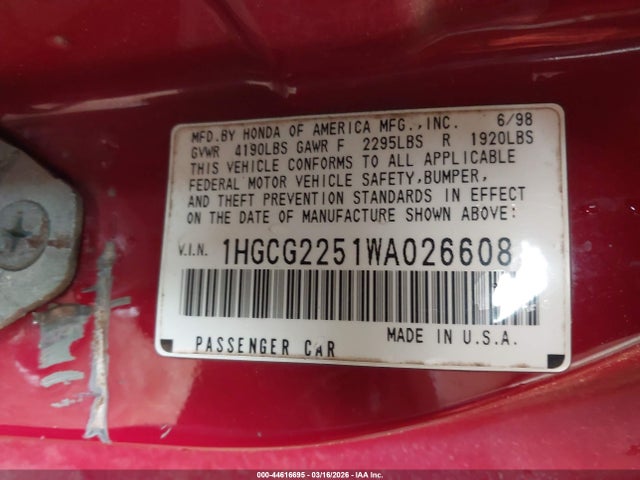 MFD.BY HONDA OF AMERICA MFG.,INC. 6/98
GVWR 4190LBS GAWR F 2295LBS R 1920LBS
THIS VEHICLE CONFORMS TO ALL APPLICABLE
FEDERAL MOTOR VEHICLE SAFETY,BUMPER,
AND THEFT PREVENTION STANDARDS IN EFFECT
ON THE DATE OF MANUFACTURE SHOWN ABOVE:
V.I.N. 1HGCG2251WA026608
PASSENGER CAR MADE IN U.S.A.
000-44616695 - 03/16/2026 - IAA Inc.